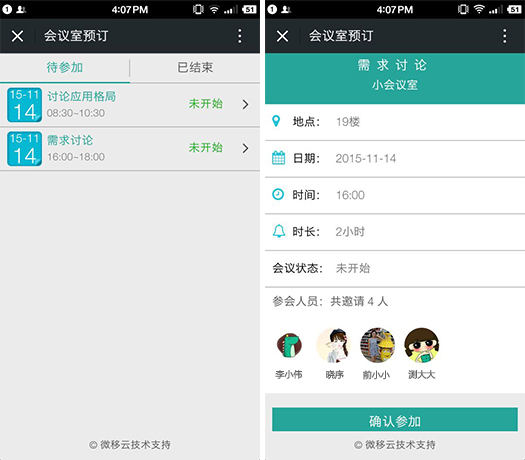 1 4:07 PM 51
会议室预订
待参加 已结束
15-11
14
讨论应用格局
08:30~10:30
未开始
15-11
14
需求讨论
16:00~18:00
未开始
© 微移云技术支持
1 4:07 PM 51
会议室预订
需求讨论
小会议室
地点： 19楼
日期： 2015-11-14
时间： 16:00
时长： 2小时
会议状态： 未开始
参会人员： 共邀请 4 人
李小伟 晓序 前小小 测大大
确认参加
© 微移云技术支持